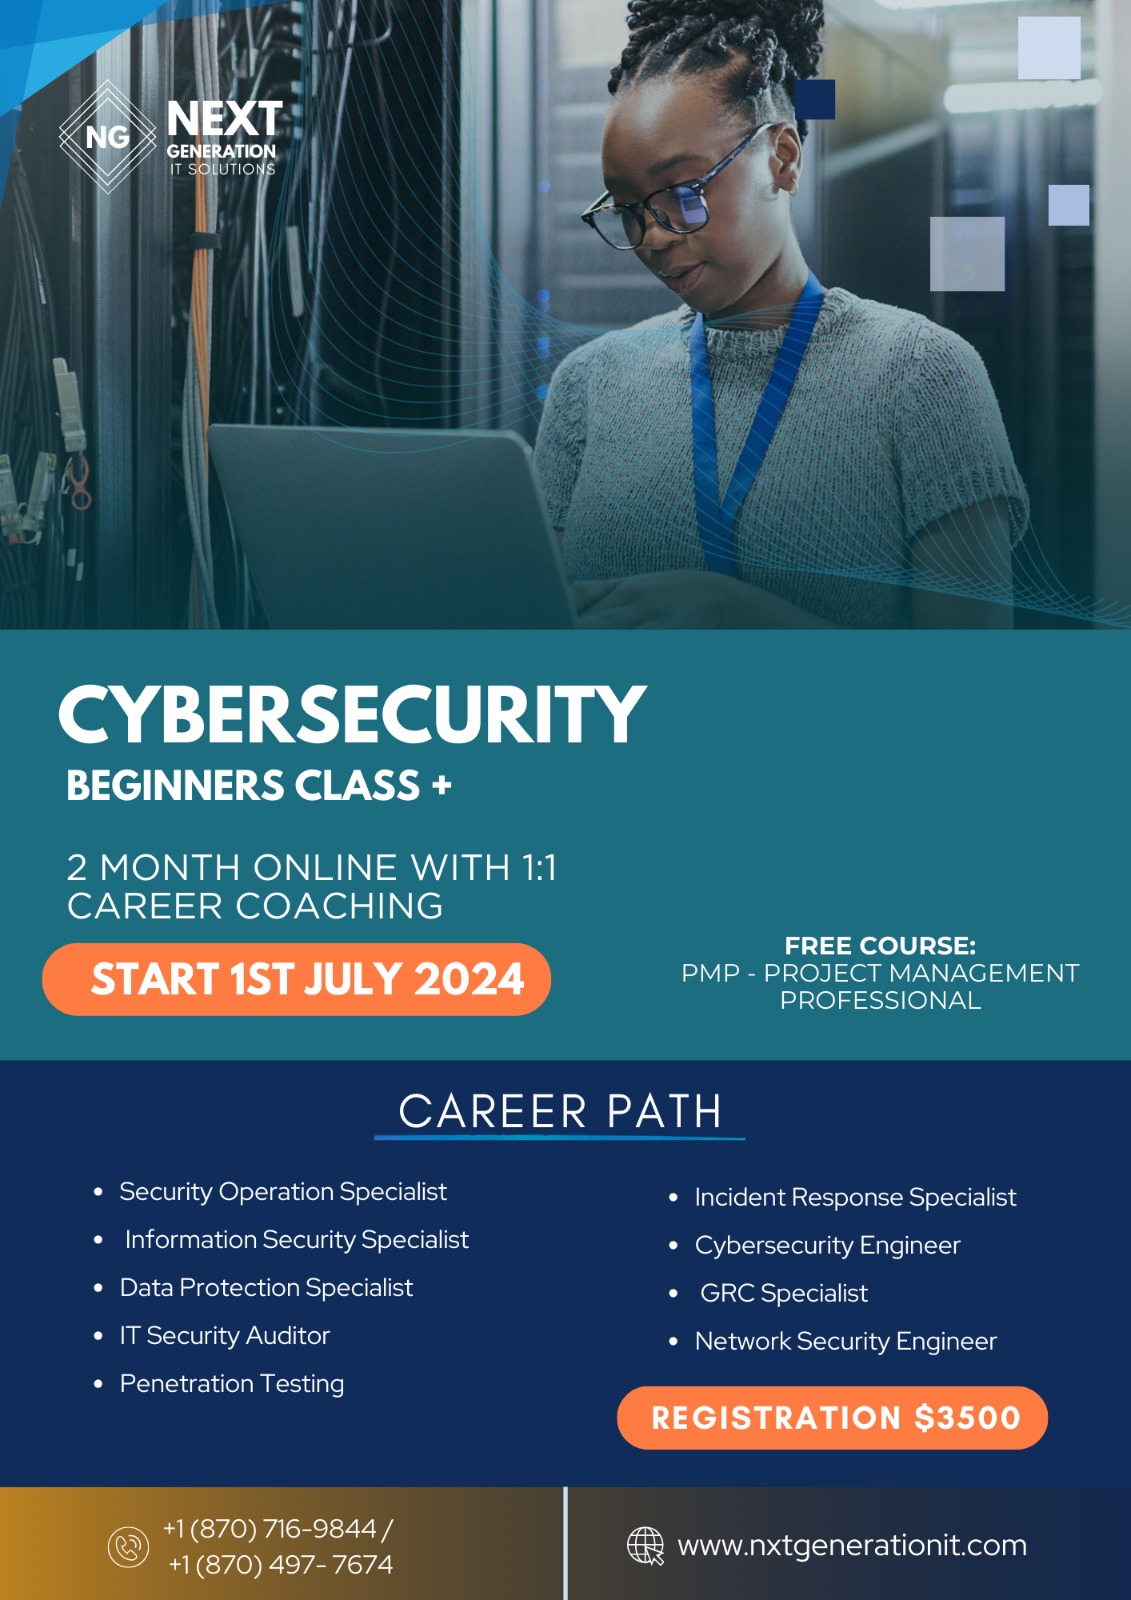 NG
NEXT
GENERATION
IT SOLUTIONS
CYBERSECURITY
BEGINNERS CLASS +
2 MONTH ONLINE WITH 1:1
CAREER COACHING
START 1ST JULY 2024
FREE COURSE:
PMP - PROJECT MANAGEMENT
PROFESSIONAL
CAREER PATH
• Security Operation Specialist
• Information Security Specialist
• Data Protection Specialist
• IT Security Auditor
• Penetration Testing
• Incident Response Specialist
• Cybersecurity Engineer
• GRC Specialist
• Network Security Engineer
REGISTRATION $3500
+1 (870) 716-9844 /
+1 (870) 497- 7674
www.nxtgenerationit.com